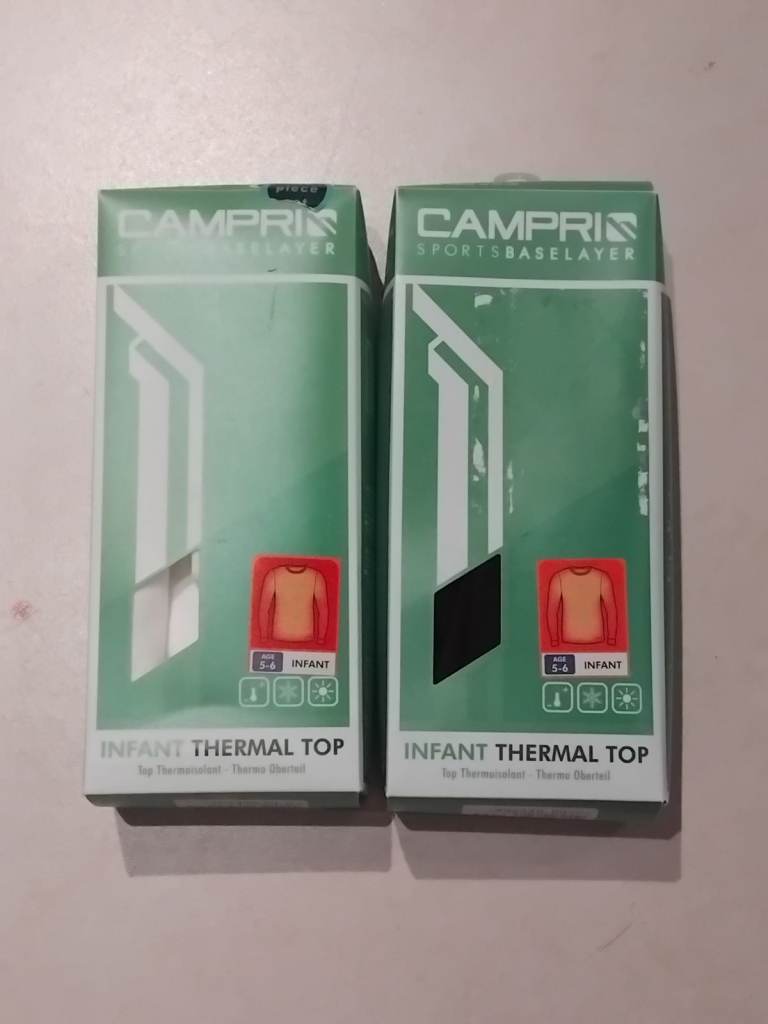 piece
CAMPRI
SPORTSBASELAYER
AGE
5-6
INFANT
INFANT THERMAL TOP
Top Thermoisolant - Thermo Oberteil
CAMPRI
SPORTSBASELAYER
AGE
5-6
INFANT
INFANT THERMAL TOP
Top Thermoisolant - Thermo Oberteil